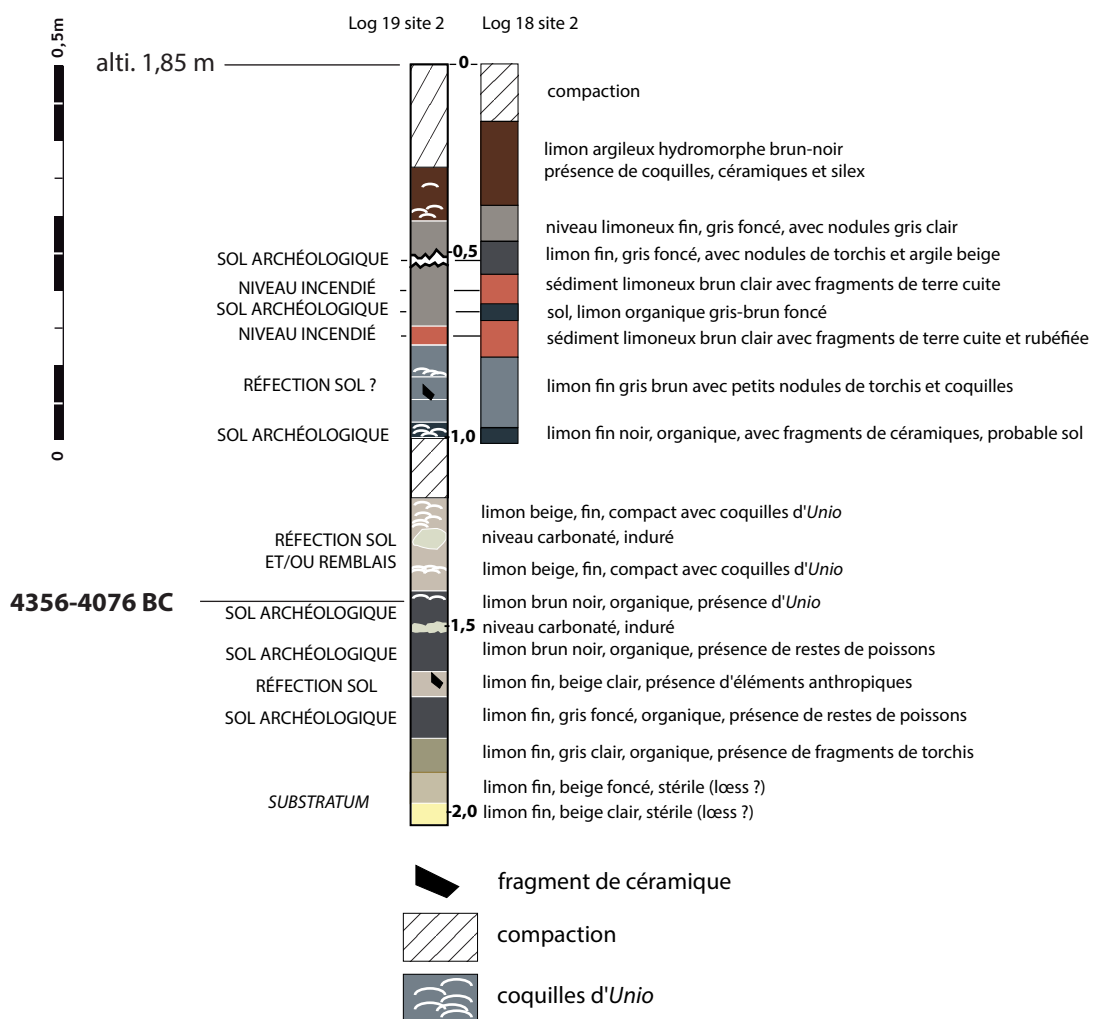 Log 19 site 2
Log 18 site 2
0,5m
0
alti. 1,85 m
0
compaction
limon argileux hydromorphe brun-noir
présence de coquilles, céramiques et silex
niveau limoneux fin, gris foncé, avec nodules gris clair
-0,5
SOL ARCHÉOLOGIQUE
limon fin, gris foncé, avec nodules de torchis et argile beige
NIVEAU INCENDIÉ
sédiment limoneux brun clair avec fragments de terre cuite
SOL ARCHÉOLOGIQUE
sol, limon organique gris-brun foncé
NIVEAU INCENDIÉ
sédiment limoneux brun clair avec fragments de terre cuite et rubéfiée
RÉFECTION SOL ?
limon fin gris brun avec petits nodules de torchis et coquilles
SOL ARCHÉOLOGIQUE
-1,0
limon fin noir, organique, avec fragments de céramiques, probable sol
limon beige, fin, compact avec coquilles d'Unio
RÉFECTION SOL
ET/OU REMBLAIS
niveau carbonaté, induré
limon beige, fin, compact avec coquilles d'Unio
4356-4076 BC
limon brun noir, organique, présence d'Unio
SOL ARCHÉOLOGIQUE
-1,5
niveau carbonaté, induré
SOL ARCHÉOLOGIQUE
limon brun noir, organique, présence de restes de poissons
RÉFECTION SOL
limon fin, beige clair, présence d'éléments anthropiques
SOL ARCHÉOLOGIQUE
limon fin, gris foncé, organique, présence de restes de poissons
limon fin, gris clair, organique, présence de fragments de torchis
limon fin, beige foncé, stérile (lœss ?)
SUBSTRATUM
-2,0
limon fin, beige clair, stérile (lœss ?)
fragment de céramique
compaction
coquilles d'Unio